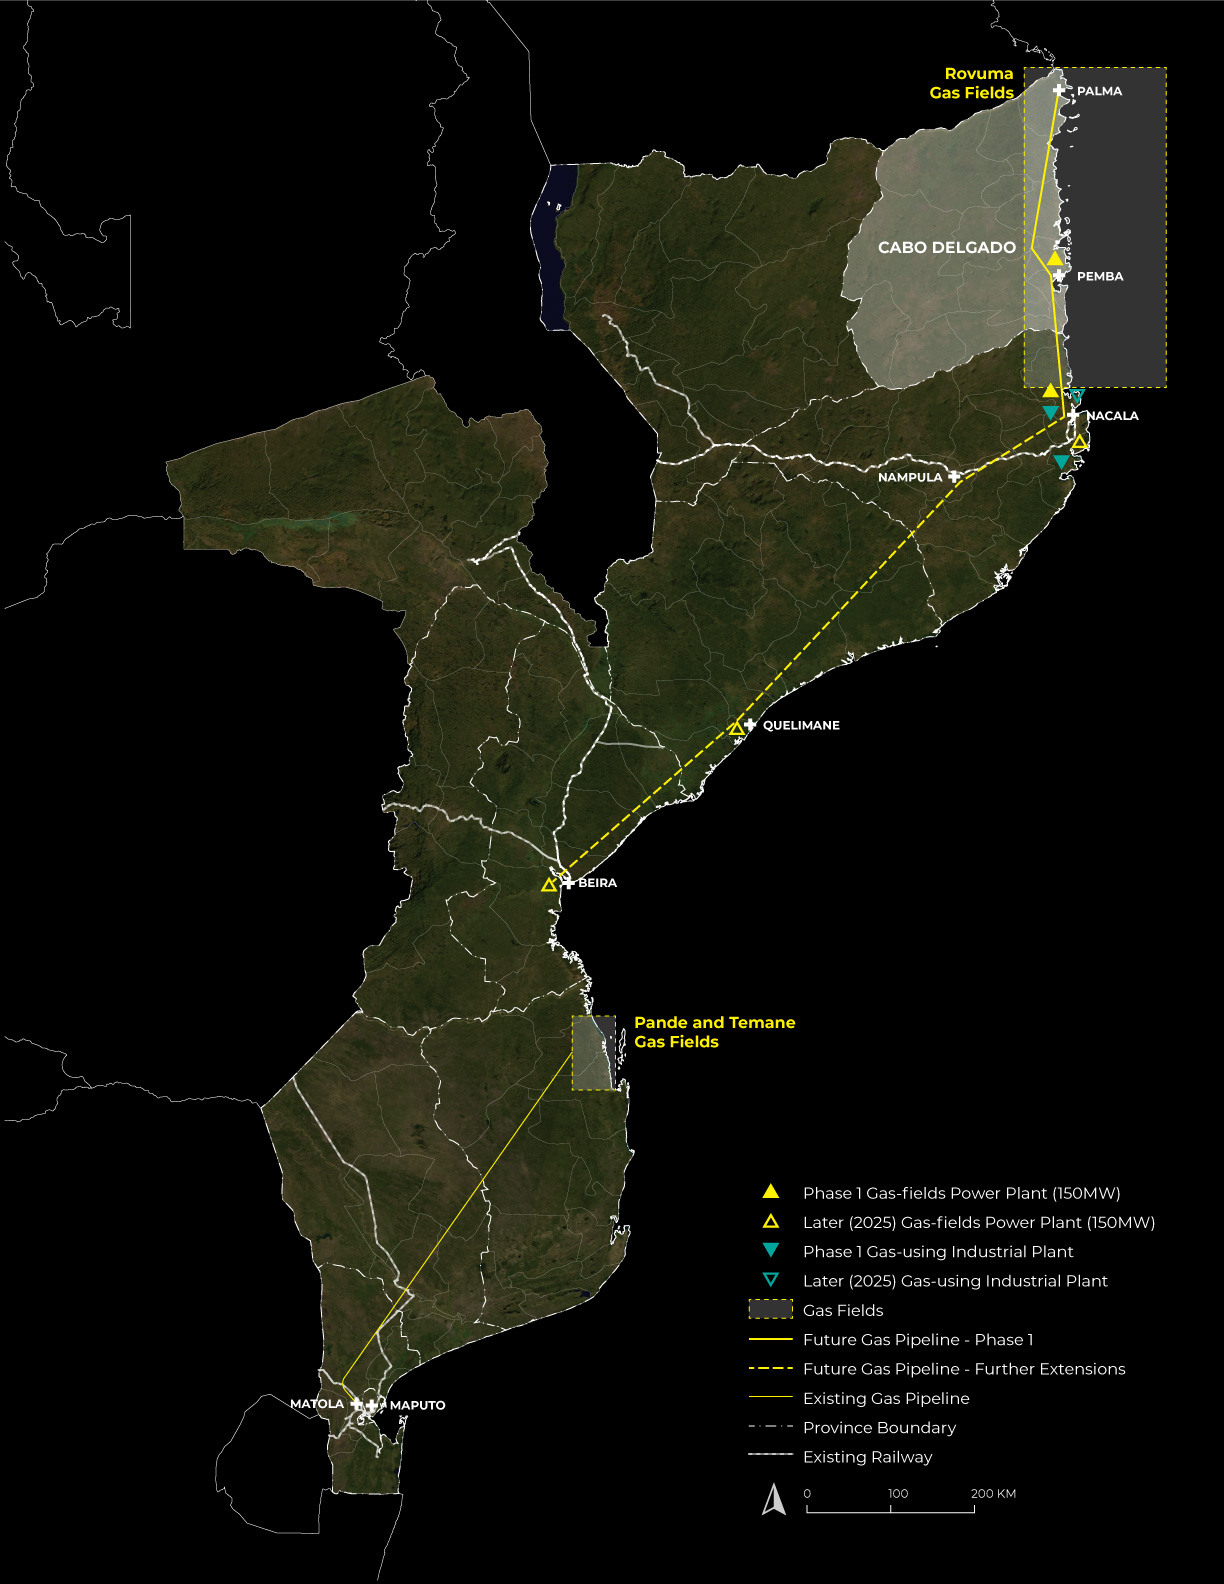 Rovuma
Gas Fields
PALMA
CABO DELGADO
PEMBA
NACALA
NAMPULA
QUELIMANE
BEIRA
Pande and Temane
Gas Fields
MATOLA
MAPUTO
Phase 1 Gas-fields Power Plant (150MW)
Later (2025) Gas-fields Power Plant (150MW)
Phase 1 Gas-using Industrial Plant
Later (2025) Gas-using Industrial Plant
Gas Fields
Future Gas Pipeline - Phase 1
Future Gas Pipeline - Further Extensions
Existing Gas Pipeline
Province Boundary
Existing Railway
0 100 200 KM